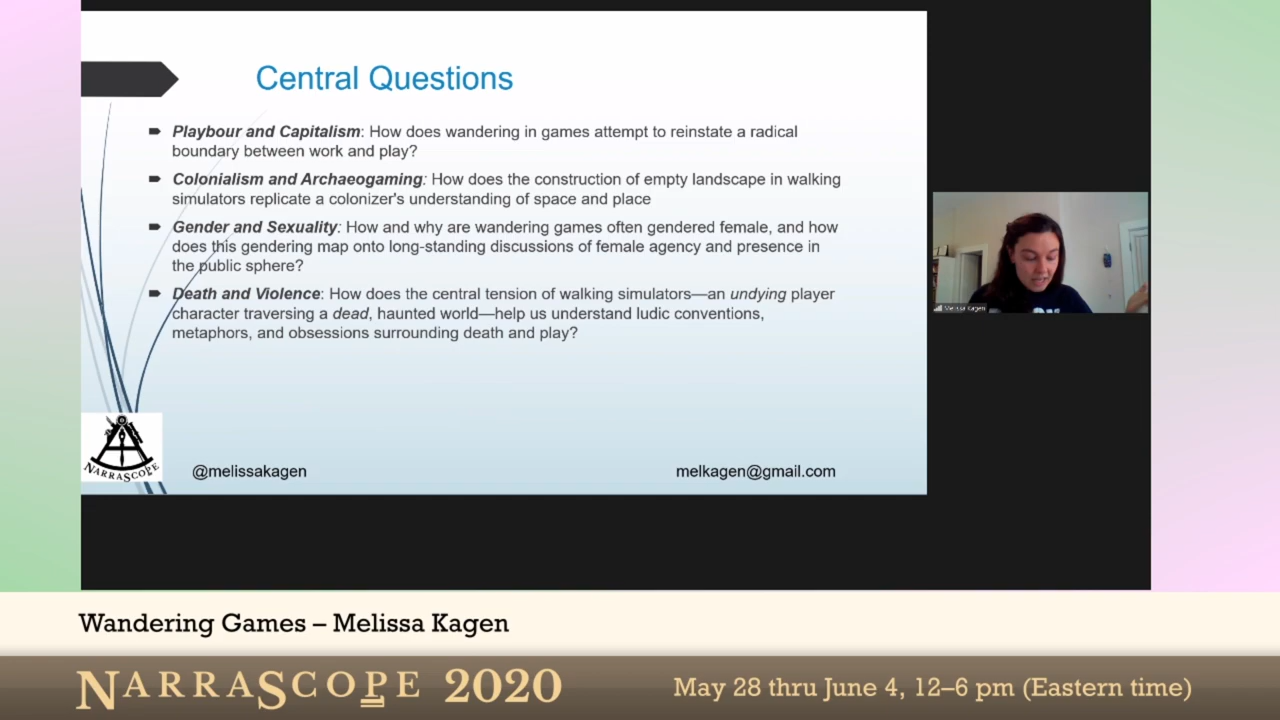 Central Questions
Playbour and Capitalism: How does wandering in games attempt to reinstate a radical
boundary between work and play?
Colonialism and Archaeogaming: How does the construction of empty landscape in walking
simulators replicate a colonizer's understanding of space and place
Gender and Sexuality: How and why are wandering games often gendered female, and how
does this gendering map onto long-standing discussions of female agency and presence in
the public sphere?
Death and Violence: How does the central tension of walking simulators—an undying player
character traversing a dead, haunted world—help us understand ludic conventions,
metaphors, and obsessions surrounding death and play?
NARRASCOPE
@melissakagen
melkagen@gmail.com
Melissa Kagen
Wandering Games – Melissa Kagen
NARRASCOPE 2020
May 28 thru June 4, 12–6 pm (Eastern time)